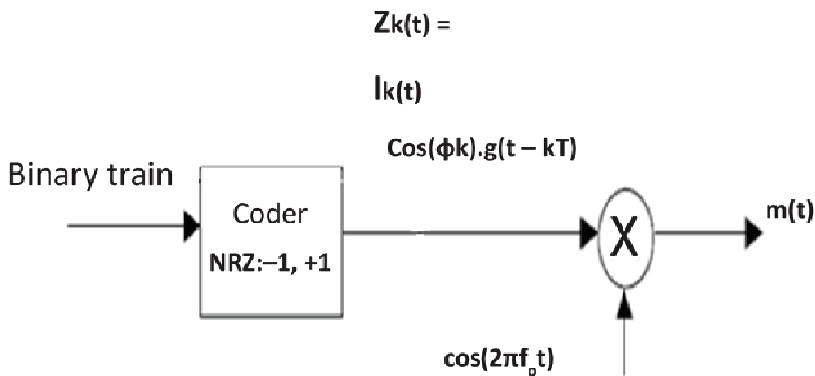 Zk(t) =
Ik(t)
Cos(ϕk).g(t – kT)
Binary train
Coder
NRZ:–1, +1
X
m(t)
cos(2πfₚt)